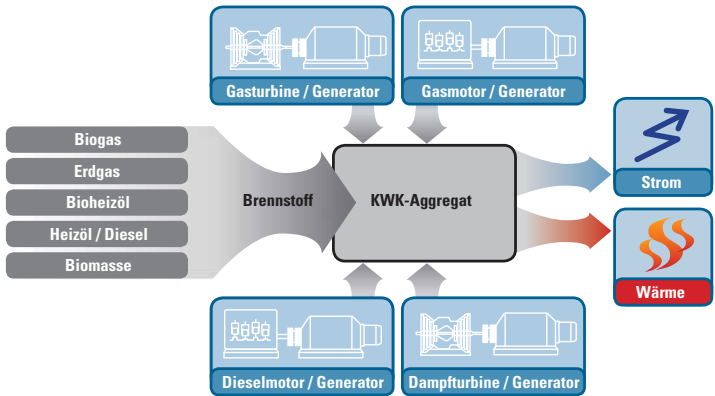 Gasturbine / Generator
Gasmotor / Generator
Biogas
Erdgas
Bioheizöl
Heizöl / Diesel
Biomasse
Brennstoff
KWK-Aggregat
Strom
Wärme
Dieselmotor / Generator
Dampfturbine / Generator